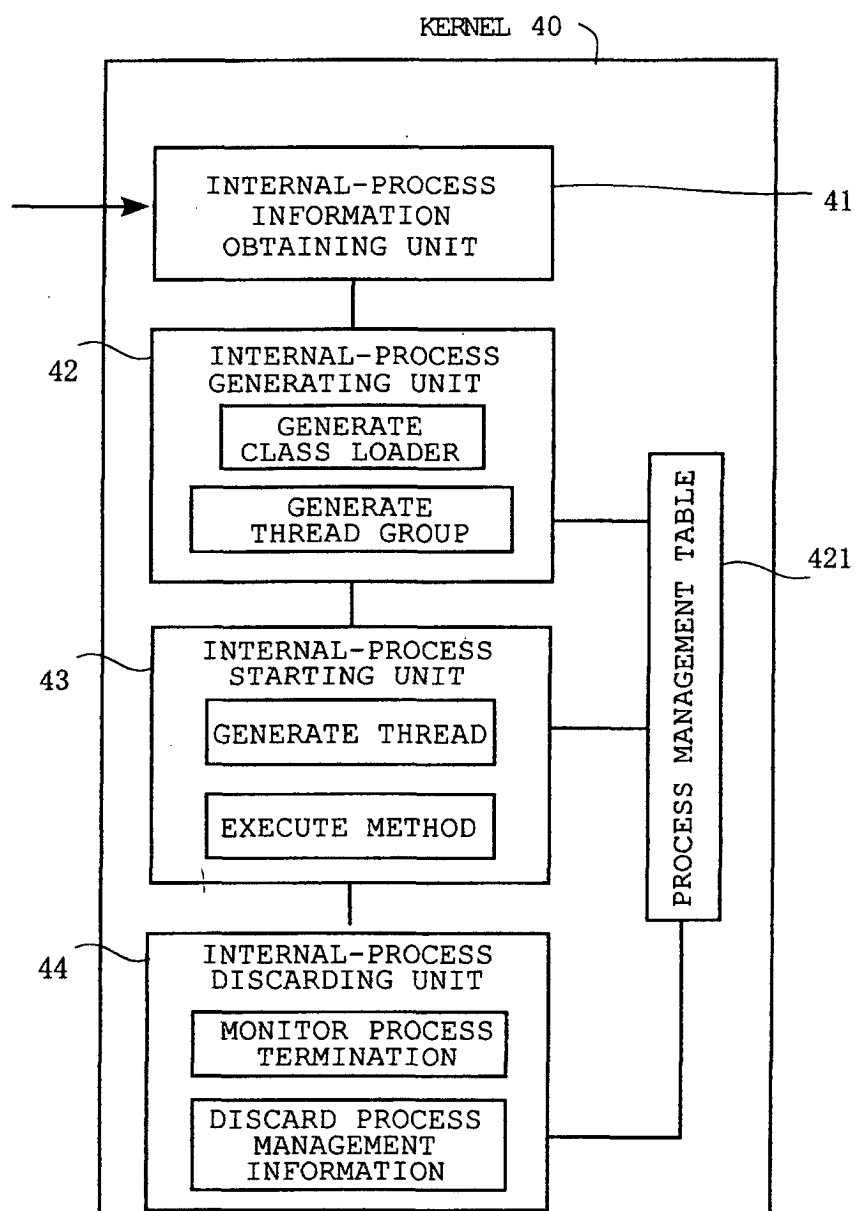 KERNEL 40
INTERNAL-PROCESS
INFORMATION
OBTAINING UNIT
41
42
INTERNAL-PROCESS
GENERATING UNIT
GENERATE
CLASS LOADER
GENERATE
THREAD GROUP
PROCESS MANAGEMENT TABLE
421
43
INTERNAL-PROCESS
STARTING UNIT
GENERATE THREAD
EXECUTE METHOD
44
INTERNAL-PROCESS
DISCARDING UNIT
MONITOR PROCESS
TERMINATION
DISCARD PROCESS
MANAGEMENT
INFORMATION